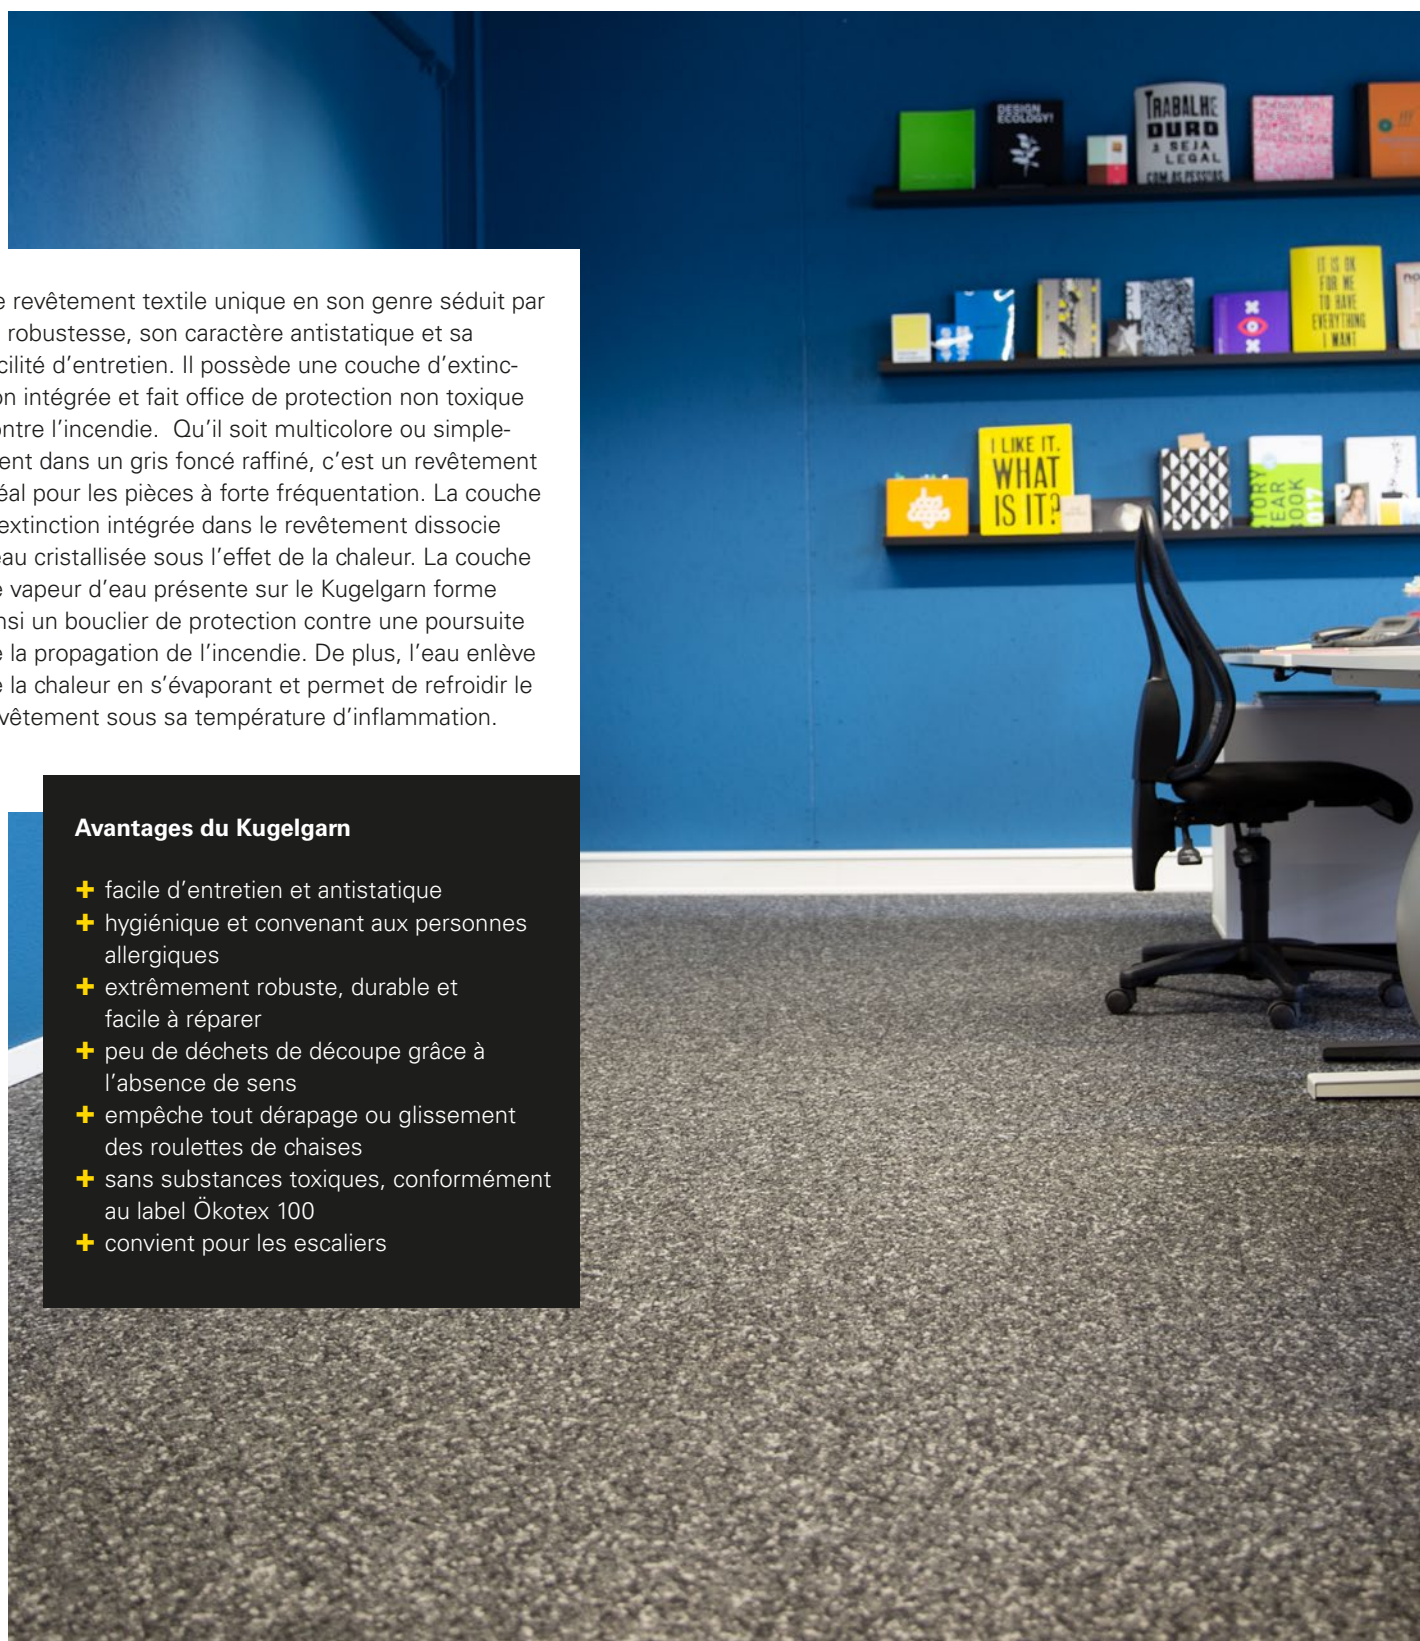 e revêtement textile unique en son genre séduit par
robustesse, son caractère antistatique et sa
cilité d’entretien. Il possède une couche d’extinc-
on intégrée et fait office de protection non toxique
ontre l’incendie.  Qu’il soit multicolore ou simple-
ent dans un gris foncé raffiné, c’est un revêtement
éal pour les pièces à forte fréquentation. La couche
extinction intégrée dans le revêtement dissocie
eau cristallisée sous l’effet de la chaleur. La couche
e vapeur d’eau présente sur le Kugelgarn forme
nsi un bouclier de protection contre une poursuite
e la propagation de l’incendie. De plus, l’eau enlève
e la chaleur en s’évaporant et permet de refroidir le
vêtement sous sa température d’inflammation.
Avantages du Kugelgarn
+ facile d’entretien et antistatique
+ hygiénique et convenant aux personnes
allergiques
+ extrêmement robuste, durable et
facile à réparer
+ peu de déchets de découpe grâce à
l’absence de sens
+ empêche tout dérapage ou glissement
des roulettes de chaises
+ sans substances toxiques, conformément
au label Ökotex 100
+ convient pour les escaliers
DESIGN
ECOLOGY!
TRABALHE
DURO
& SEJA
LEGAL
COM AS PESSOAS
IT IS OK
FOR ME
TO HAVE
EVERYTHING
I WANT
I LIKE IT.
WHAT
IS IT?
TORY
YEAR
BOOK
2017